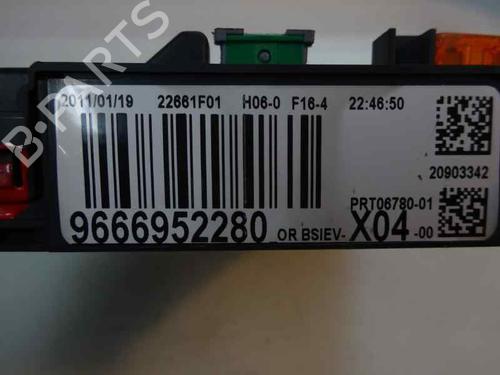 2011/01/19 22661F01 H06-0 F16-4 22:46:50
20903342
PRT06780-01
9666952280 OR BSIEV-X04-00
B-PARTS